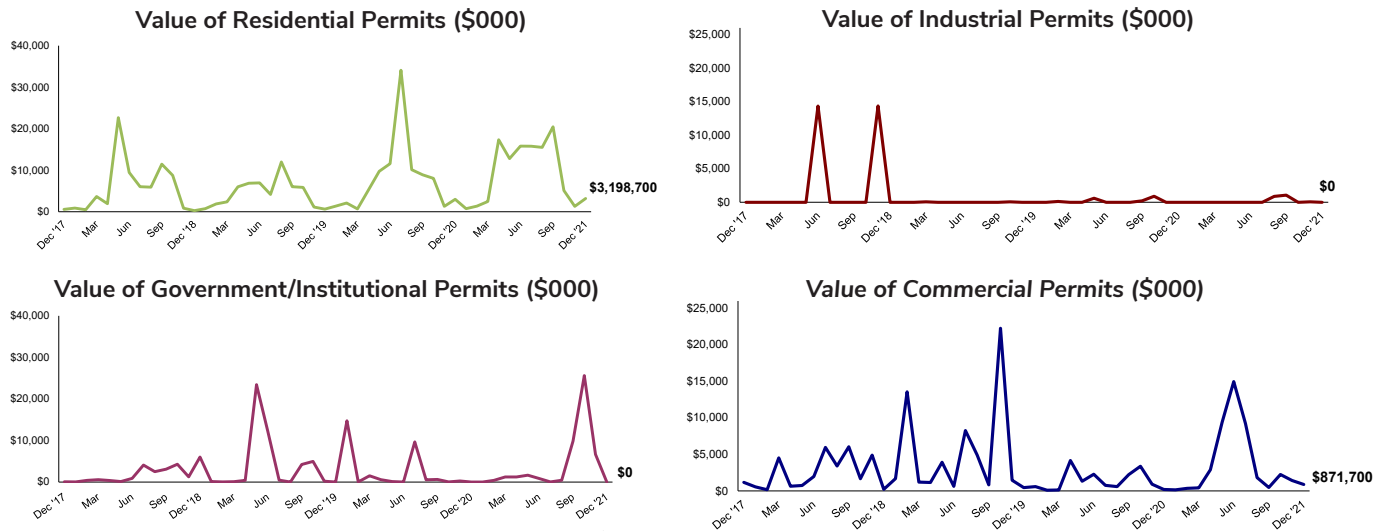 Value of Residential Permits ($000)
$40,000
$30,000
$20,000
$10,000
$0
$3,198,700
Dec '17
Mar
Jun
Sep
Dec '18
Mar
Jun
Sep
Dec '19
Mar
Jun
Sep
Dec '20
Mar
Jun
Sep
Dec '21
Value of Industrial Permits ($000)
$25,000
$20,000
$15,000
$10,000
$5,000
$0
$0
Dec '17
Mar
Jun
Sep
Dec '18
Mar
Jun
Sep
Dec '19
Mar
Jun
Sep
Dec '20
Mar
Jun
Sep
Dec '21
Value of Government/Institutional Permits ($000)
$40,000
$30,000
$20,000
$10,000
$0
$0
Dec '17
Mar
Jun
Sep
Dec '18
Mar
Jun
Sep
Dec '19
Mar
Jun
Sep
Dec '20
Mar
Jun
Sep
Dec '21
Value of Commercial Permits ($000)
$25,000
$20,000
$15,000
$10,000
$5,000
$0
$871,700
Dec '17
Mar
Jun
Sep
Dec '18
Mar
Jun
Sep
Dec '19
Mar
Jun
Sep
Dec '20
Mar
Jun
Sep
Dec '21